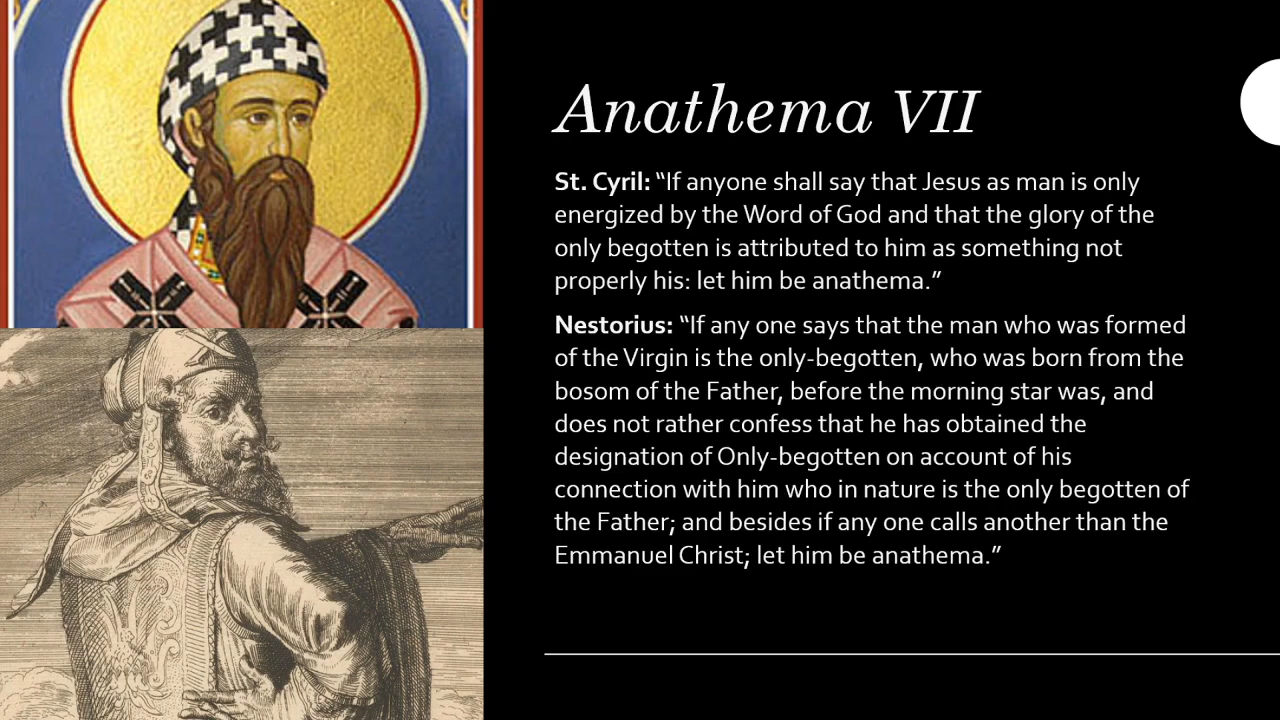 Anathema VII
St. Cyril: “If anyone shall say that Jesus as man is only
energized by the Word of God and that the glory of the
only begotten is attributed to him as something not
properly his: let him be anathema.”
Nestorius: “If any one says that the man who was formed
of the Virgin is the only-begotten, who was born from the
bosom of the Father, before the morning star was, and
does not rather confess that he has obtained the
designation of Only-begotten on account of his
connection with him who in nature is the only begotten of
the Father; and besides if any one calls another than the
Emmanuel Christ; let him be anathema.”